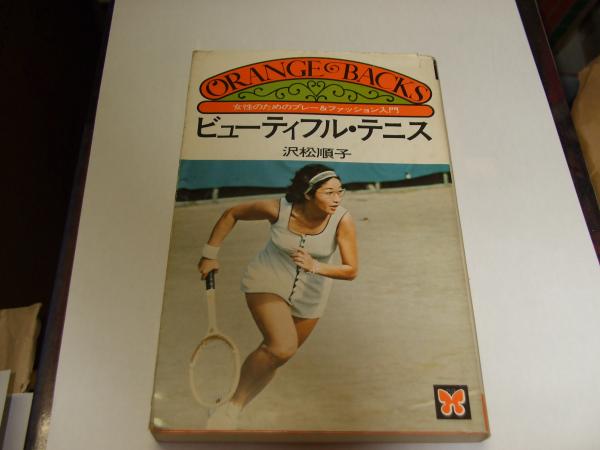 ORANGE BACKS
女性のためのプレー&ファッション入門
ビューティフル・テニス
沢松順子